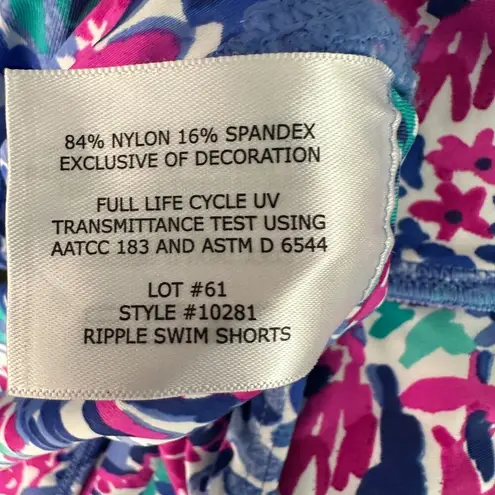 84% NYLON 16% SPANDEX
EXCLUSIVE OF DECORATION
FULL LIFE CYCLE UV
TRANSMITTANCE TEST USING
AATCC 183 AND ASTM D 6544
LOT #61
STYLE #10281
RIPPLE SWIM SHORTS